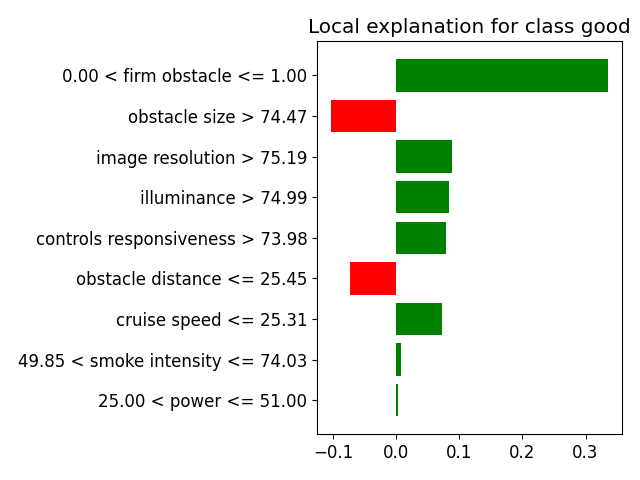 Local explanation for class good
0.00 < firm obstacle <= 1.00
obstacle size > 74.47
image resolution > 75.19
illuminance > 74.99
controls responsiveness > 73.98
obstacle distance <= 25.45
cruise speed <= 25.31
49.85 < smoke intensity <= 74.03
25.00 < power <= 51.00
−0.1 0.0 0.1 0.2 0.3